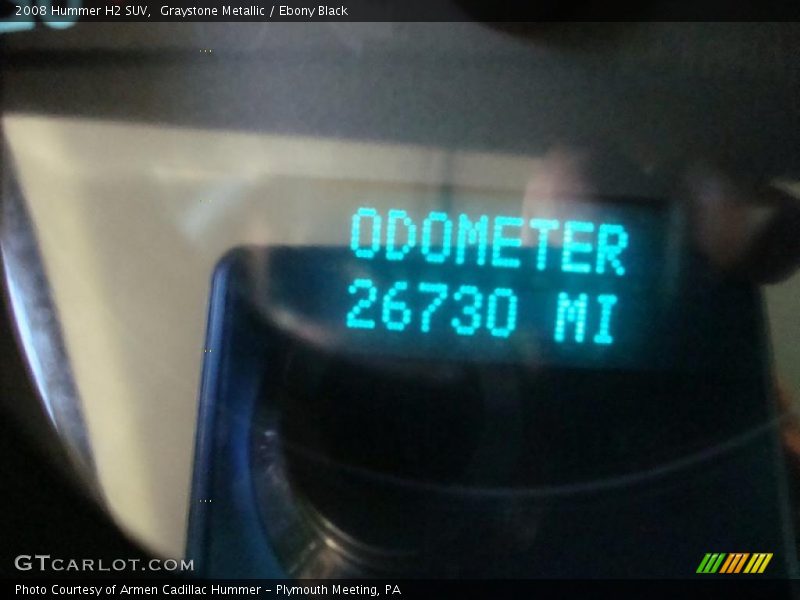 2008 Hummer H2 SUV,  Graystone Metallic / Ebony Black
ODOMETER
26730 MI
GTCARLOT.COM
Photo Courtesy of Armen Cadillac Hummer - Plymouth Meeting, PA